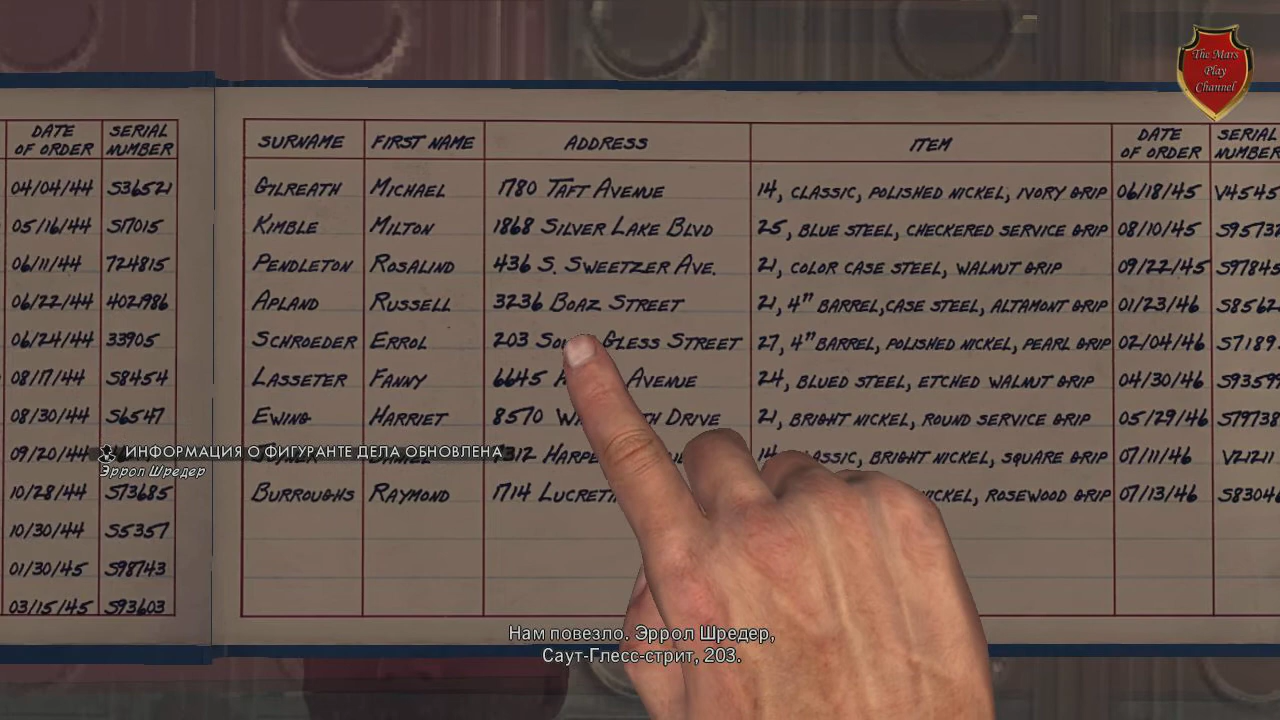 The Mars
Play
Channel
DATE OF ORDER SERIAL NUMBER
04/04/44 S36521
05/16/44 S17015
06/11/44 724815
06/22/44 402986
06/24/44 33905
08/17/44 S8454
08/30/44 S6547
09/20/44
10/28/44 S73685
10/30/44 S5357
01/30/45 S98743
03/15/45 S93603
SURNAME FIRST NAME ADDRESS ITEM DATE OF ORDER SERIAL NUMBER
GILREATH MICHAEL 1780 TAFT AVENUE 14, CLASSIC, POLISHED NICKEL, IVORY GRIP 06/18/45 V4545
KIMBLE MILTON 1868 SILVER LAKE BLVD 25, BLUE STEEL, CHECKERED SERVICE GRIP 08/10/45 S95737
PENDLETON ROSALIND 436 S. SWEETZER AVE. 21, COLOR CASE STEEL, WALNUT GRIP 09/22/45 S97845
APLAND RUSSELL 3236 BOAZ STREET 21, 4" BARREL, CASE STEEL, ALTAMONT GRIP 01/23/46 S8562
SCHROEDER ERROL 203 GLESS STREET 27, 4" BARREL, POLISHED NICKEL, PEARL GRIP 02/04/46 S7189
LASSETER FANNY 6645 AVENUE 24, BLUED STEEL, ETCHED WALNUT GRIP 04/30/46 S93599
EWING HARRIET 8570 DRIVE 21, BRIGHT NICKEL, ROUND SERVICE GRIP 05/29/46 S79738
BRIGHT NICKEL, SQUARE GRIP 07/11/46 V21211
BURROUGHS RAYMOND 1714 NICKEL, ROSEWOOD GRIP 07/13/46 S83046
ИНФОРМАЦИЯ О ФИГУРАНТЕ ДЕЛА ОБНОВЛЕНА
Эррол Шредер
Нам повезло. Эррол Шредер,
Саут-Глесс-стрит, 203.